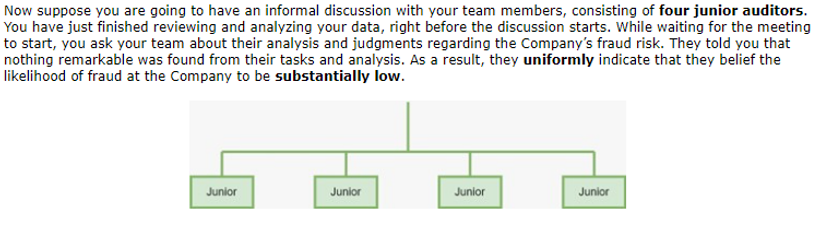 Now suppose you are going to have an informal discussion with your team members, consisting of four junior auditors.
You have just finished reviewing and analyzing your data, right before the discussion starts. While waiting for the meeting
to start, you ask your team about their analysis and judgments regarding the Company's fraud risk. They told you that
nothing remarkable was found from their tasks and analysis. As a result, they uniformly indicate that they belief the
likelihood of fraud at the Company to be substantially low.
Junior Junior Junior Junior